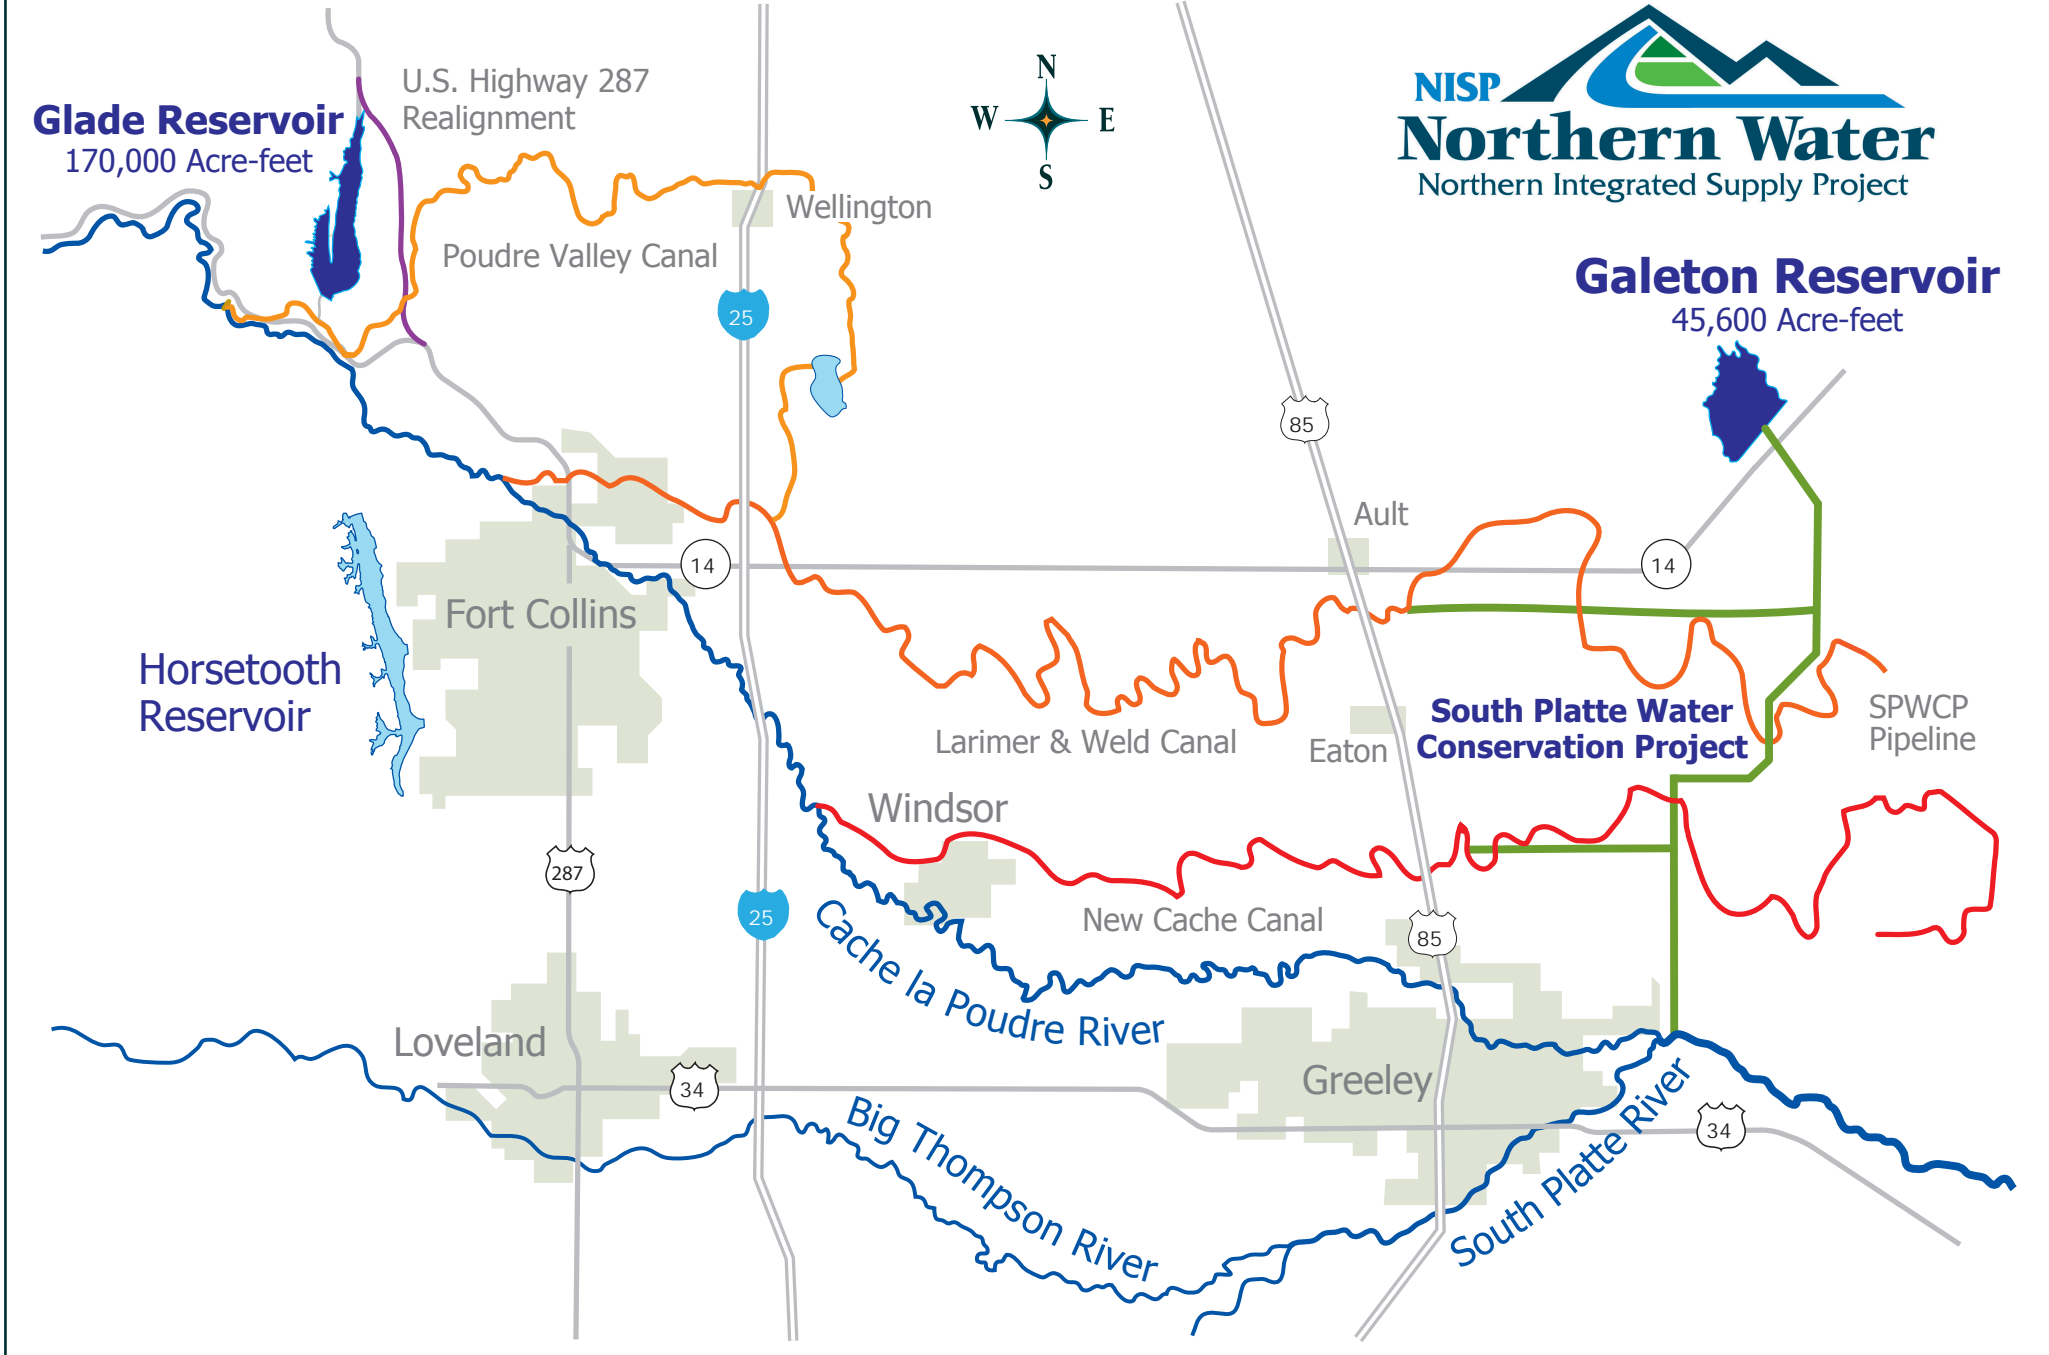 NISP
Northern Water
Northern Integrated Supply Project
N
W
E
S
U.S. Highway 287
Realignment
Glade Reservoir
170,000 Acre-feet
Wellington
Poudre Valley Canal
25
Galeton Reservoir
45,600 Acre-feet
85
Ault
14
14
Fort Collins
Horsetooth
Reservoir
South Platte Water
Conservation Project
SPWCP
Pipeline
Larimer & Weld Canal
Eaton
Windsor
287
25
New Cache Canal
85
Cache la Poudre River
Loveland
34
Greeley
Big Thompson River
South Platte River
34